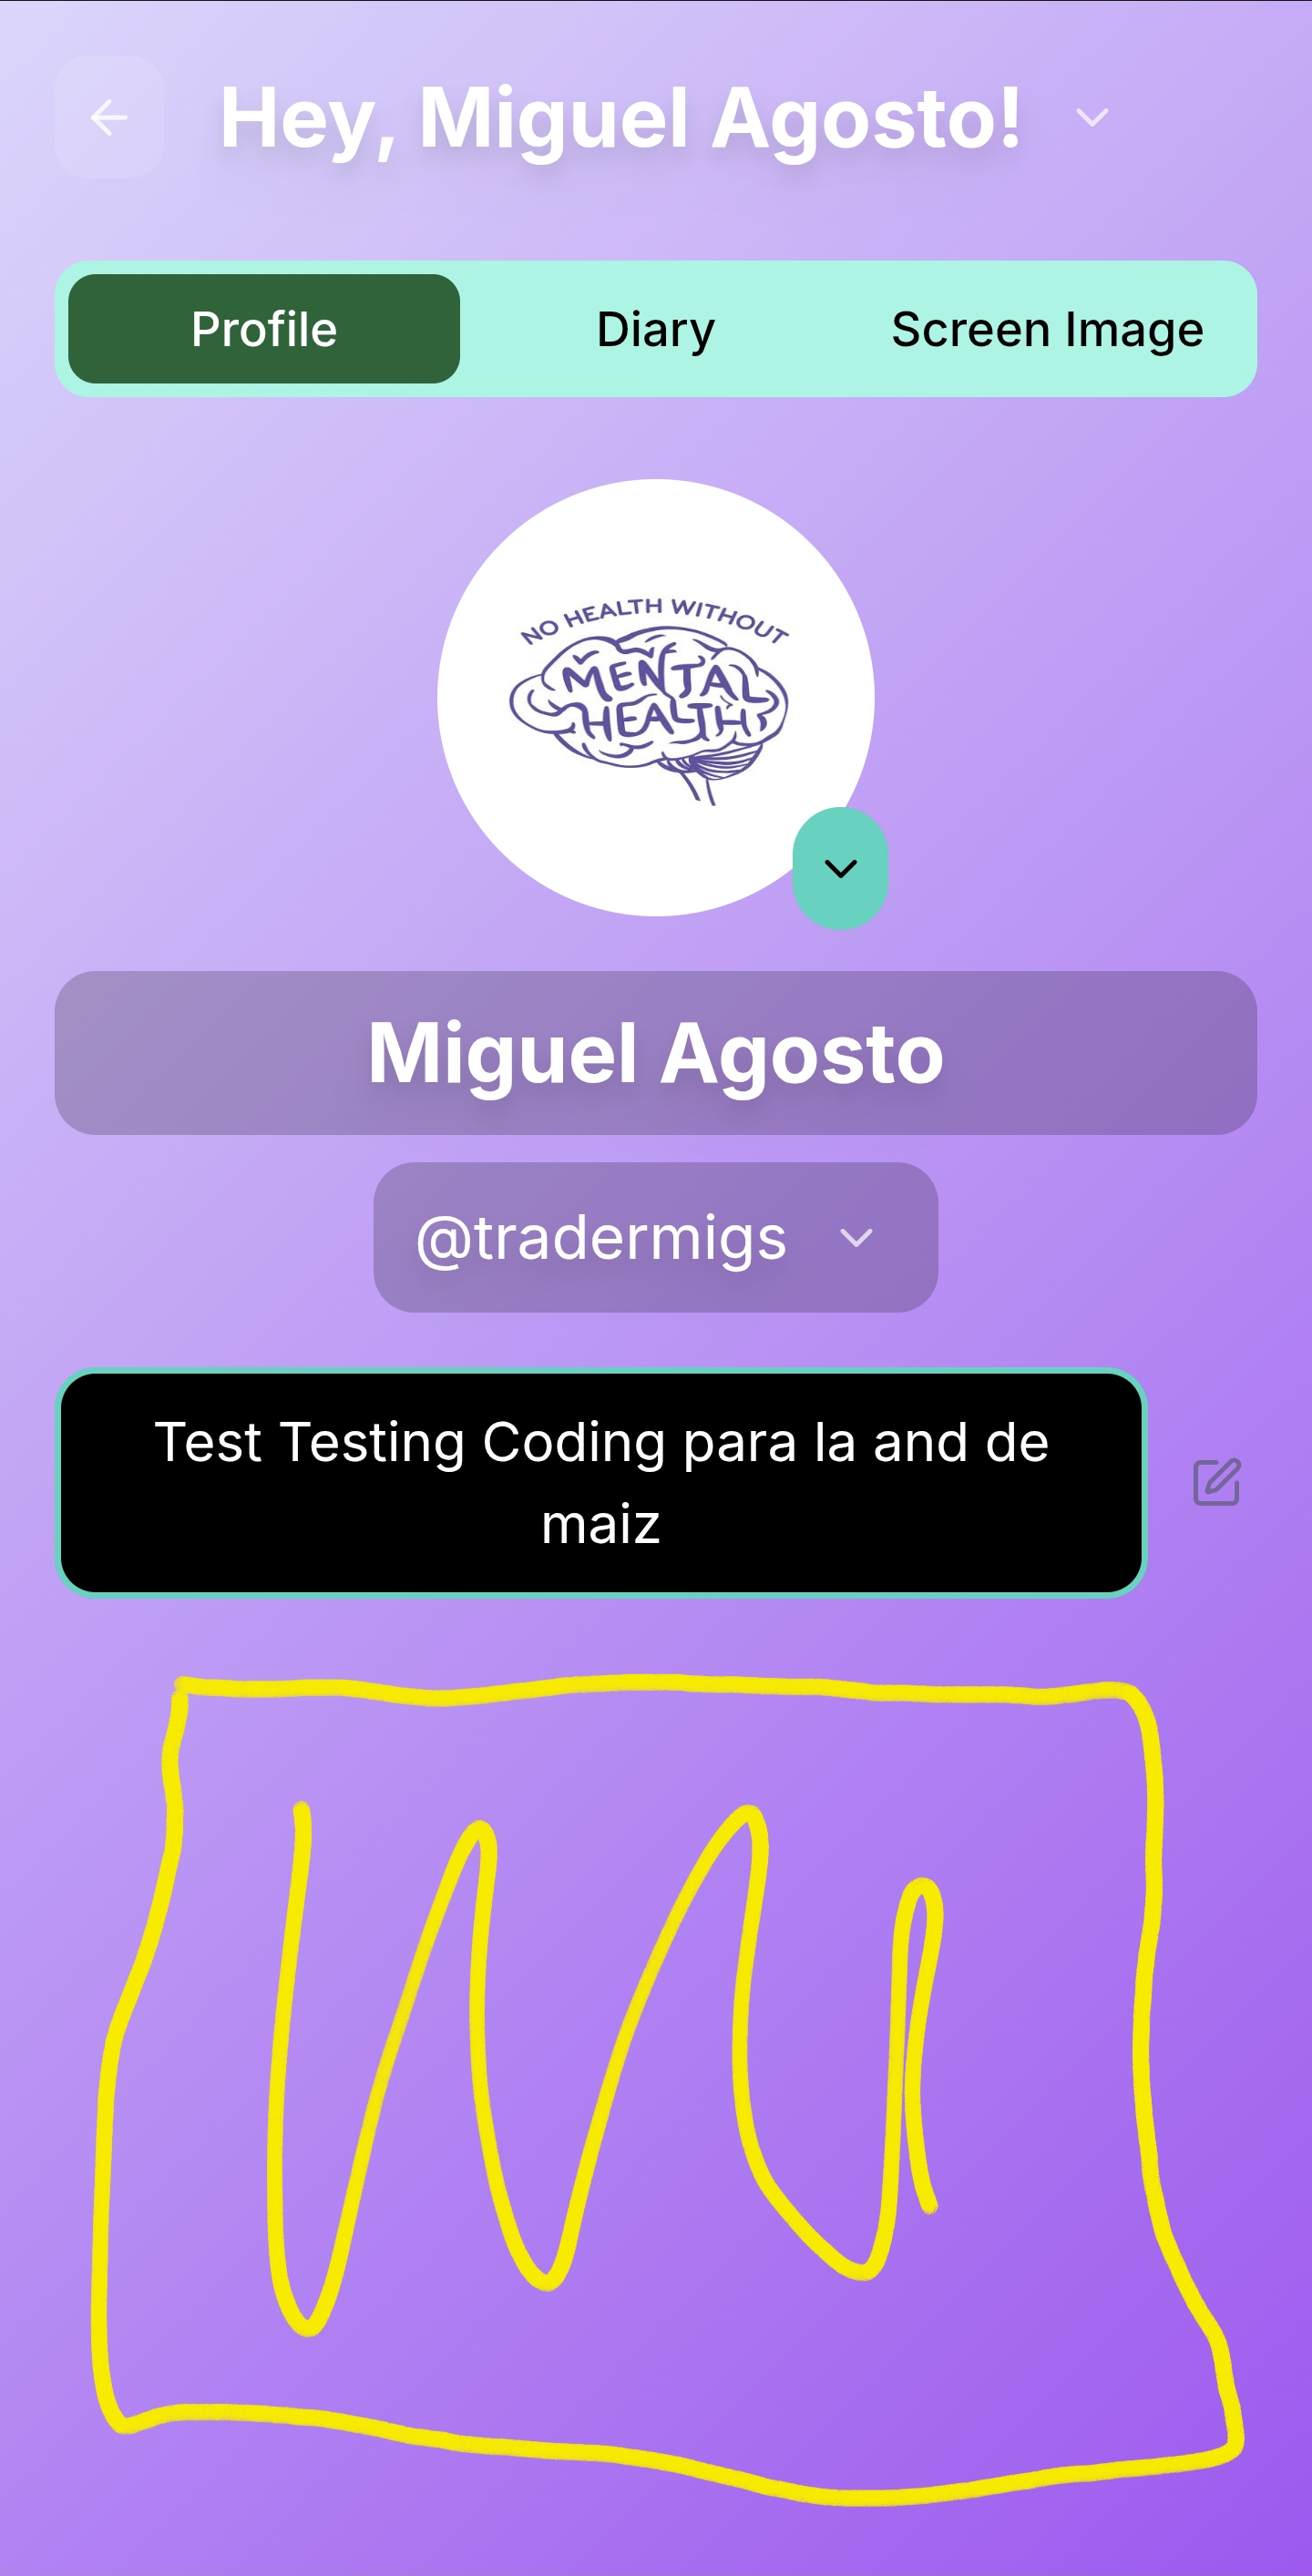 Hey, Miguel Agosto!
Profile Diary Screen Image
NO HEALTH WITHOUT
MENTAL
HEALTH
Miguel Agosto
@tradermigs
Test Testing Coding para la and de
maiz